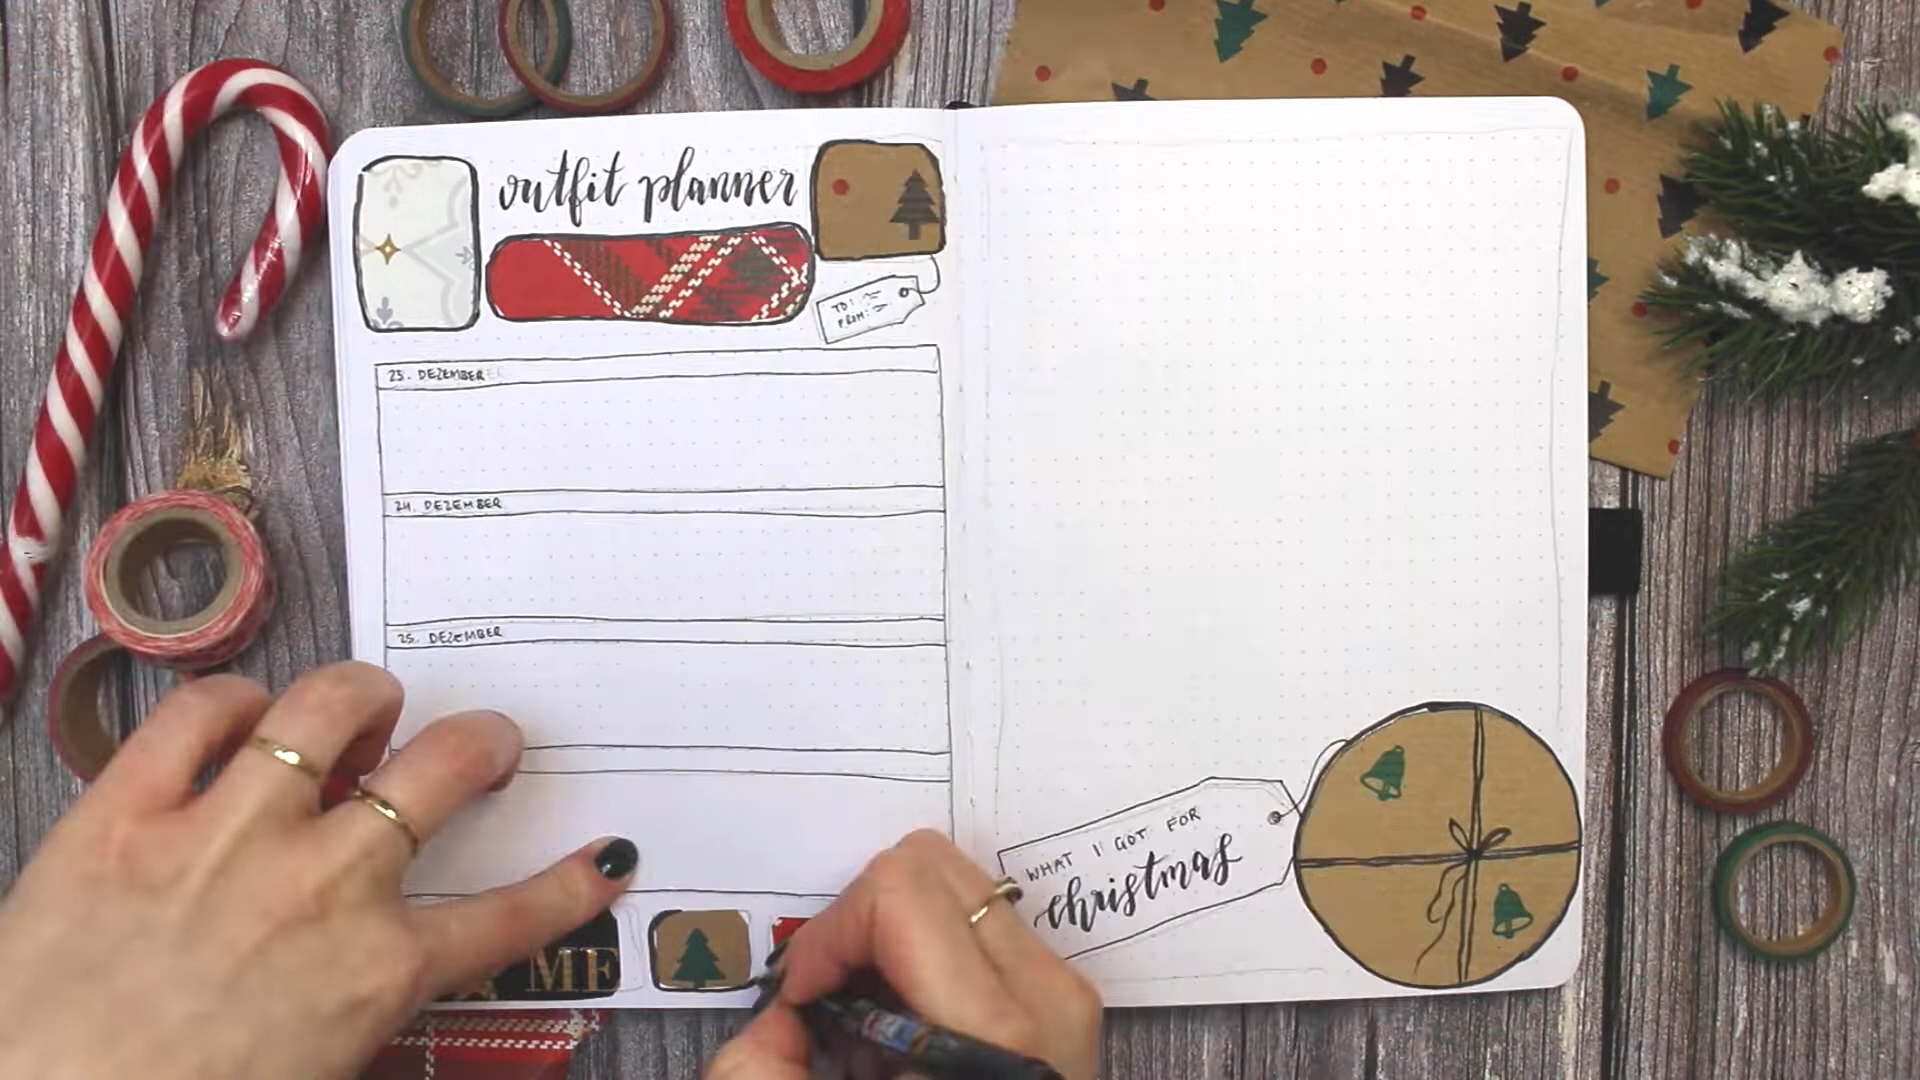 outfit planner
TO:
FROM:
23. DEZEMBER
24. DEZEMBER
25. DEZEMBER
ME
WHAT I GOT FOR
christmas